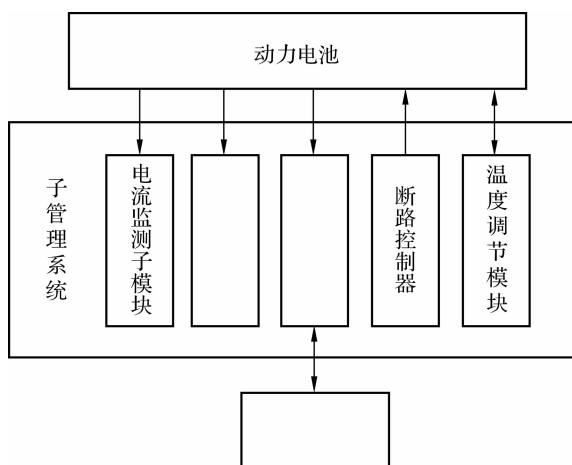 动力电池
子管理系统
电流监测子模块
断路控制器
温度调节模块